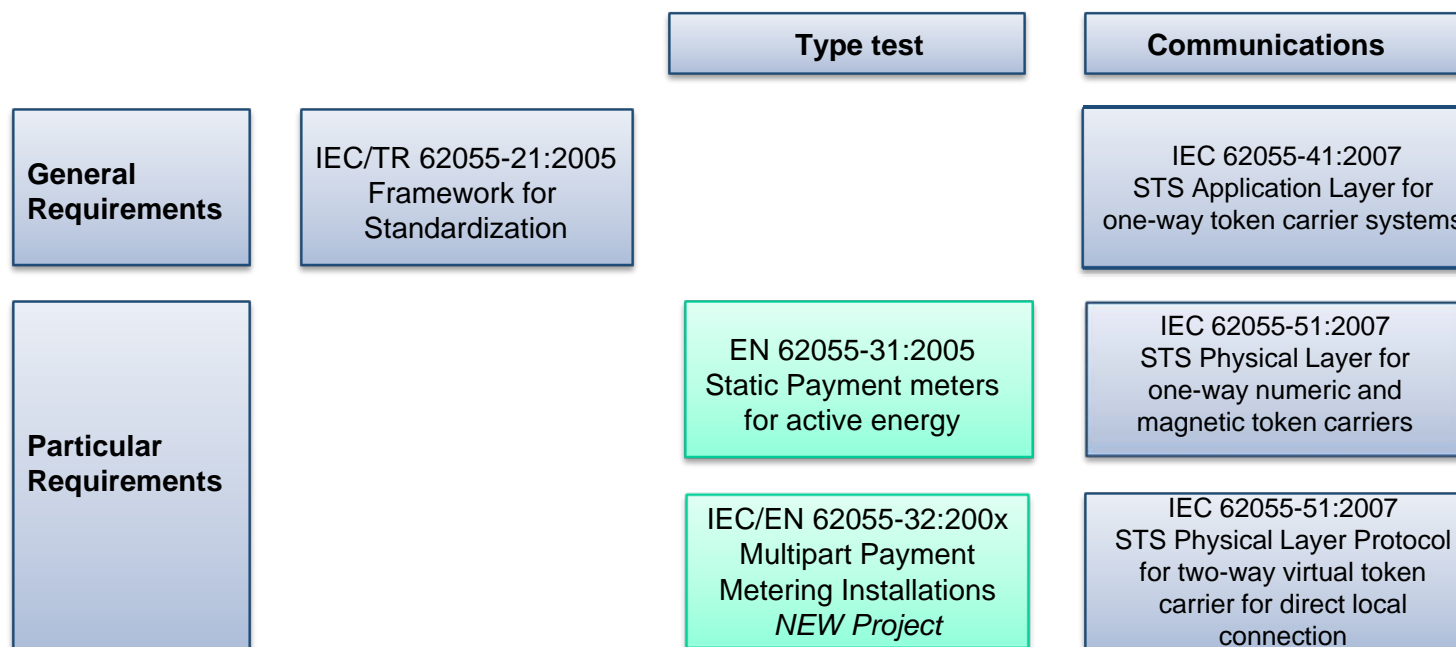 Type test
Communications
General
Requirements
IEC/TR 62055-21:2005
Framework for
Standardization
IEC 62055-41:2007
STS Application Layer for
one-way token carrier systems
Particular
Requirements
EN 62055-31:2005
Static Payment meters
for active energy
IEC 62055-51:2007
STS Physical Layer for
one-way numeric and
magnetic token carriers
IEC/EN 62055-32:200x
Multipart Payment
Metering Installations
NEW Project
IEC 62055-51:2007
STS Physical Layer Protocol
for two-way virtual token
carrier for direct local
connection